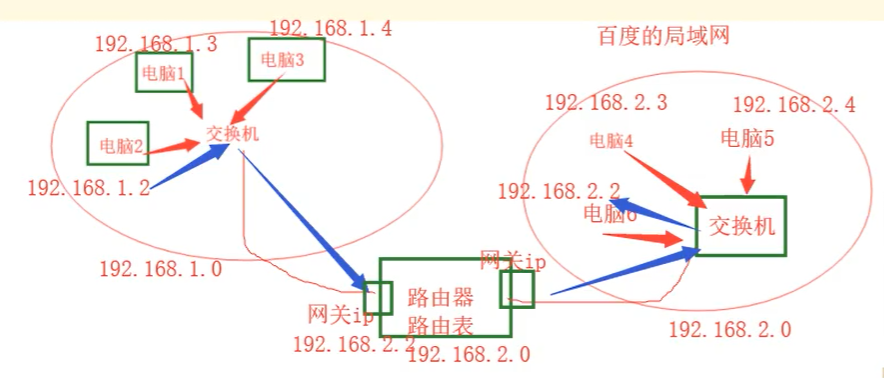 192.168.1.4
192.168.1.3
百度的局域网
电脑3
电脑1
192.168.2.3
192.168.2.4
交换机
电脑4
电脑5
电脑2
192.168.1.2
192.168.2.2
电脑6
交换机
192.168.1.0
网关ip
路由器
网关ip
路由表
192.168.2.0
192.168.2.2
192.168.2.0